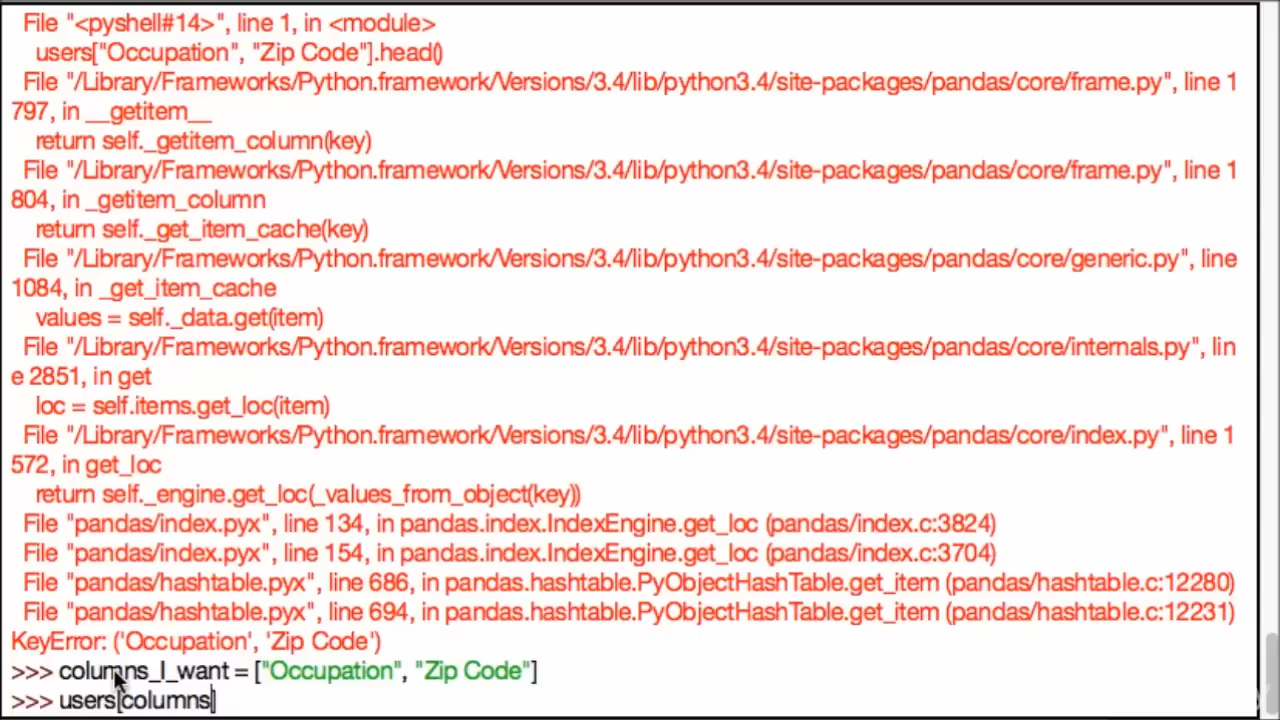 File "<pyshell#14>", line 1, in <module>
users["Occupation", "Zip Code"].head()
File "/Library/Frameworks/Python.framework/Versions/3.4/lib/python3.4/site-packages/pandas/core/frame.py", line 1
797, in __getitem__
return self._getitem_column(key)
File "/Library/Frameworks/Python.framework/Versions/3.4/lib/python3.4/site-packages/pandas/core/frame.py", line 1
804, in _getitem_column
return self._get_item_cache(key)
File "/Library/Frameworks/Python.framework/Versions/3.4/lib/python3.4/site-packages/pandas/core/generic.py", line
1084, in _get_item_cache
values = self._data.get(item)
File "/Library/Frameworks/Python.framework/Versions/3.4/lib/python3.4/site-packages/pandas/core/internals.py", lin
e 2851, in get
loc = self.items.get_loc(item)
File "/Library/Frameworks/Python.framework/Versions/3.4/lib/python3.4/site-packages/pandas/core/index.py", line 1
572, in get_loc
return self._engine.get_loc(_values_from_object(key))
File "pandas/index.pyx", line 134, in pandas.index.IndexEngine.get_loc (pandas/index.c:3824)
File "pandas/index.pyx", line 154, in pandas.index.IndexEngine.get_loc (pandas/index.c:3704)
File "pandas/hashtable.pyx", line 686, in pandas.hashtable.PyObjectHashTable.get_item (pandas/hashtable.c:12280)
File "pandas/hashtable.pyx", line 694, in pandas.hashtable.PyObjectHashTable.get_item (pandas/hashtable.c:12231)
KeyError: ('Occupation', 'Zip Code')
>>> columns_I_want = ["Occupation", "Zip Code"]
>>> users[columns]